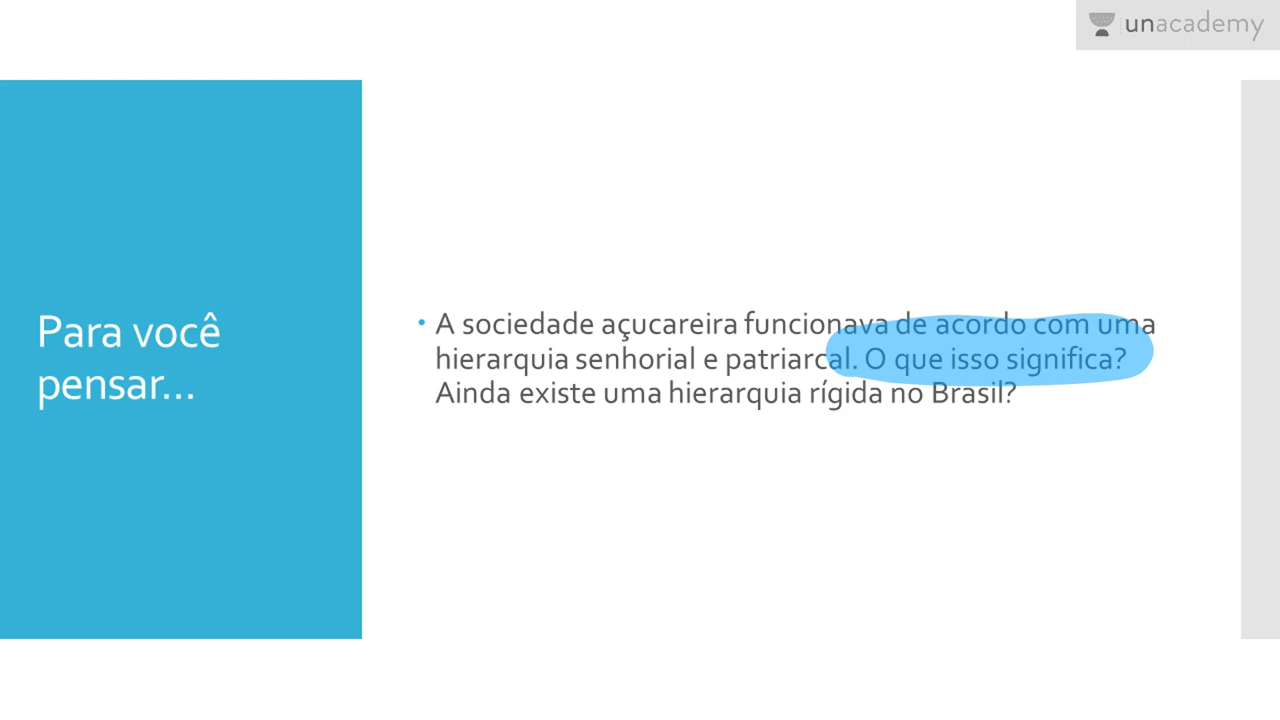 unacademy
Para você
pensar...
• A sociedade açucareira funcionava de acordo com uma
hierarquia senhorial e patriarcal. O que isso significa?
Ainda existe uma hierarquia rígida no Brasil?